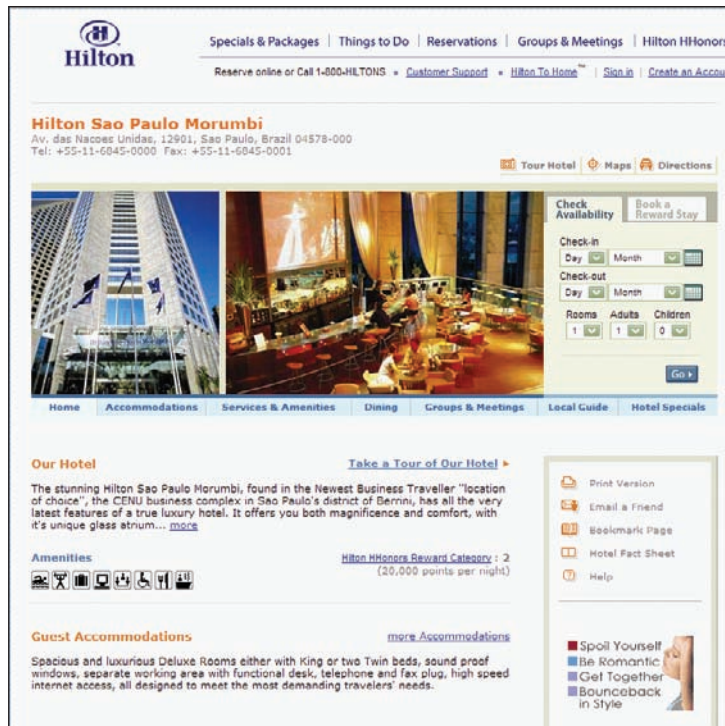 Hilton
Specials & Packages | Things to Do | Reservations | Groups & Meetings | Hilton HHonors
Reserve online or Call 1-800-HILTONS Customer Support Hilton To Home™ | Sign in | Create an Accou
Hilton Sao Paulo Morumbi
Av. das Nacoes Unidas, 12901, Sao Paulo, Brazil 04578-000
Tel: +55-11-6845-0000 Fax: +55-11-6845-0001
Tour Hotel Maps Directions
Check Availability
Book a Reward Stay
Check-in
Day Month
Check-out
Day Month
Rooms Adults Children
1 1 0
Go
Home Accommodations Services & Amenities Dining Groups & Meetings Local Guide Hotel Specials
Our Hotel
Take a Tour of Our Hotel
The stunning Hilton Sao Paulo Morumbi, found in the Newest Business Traveller "location
of choice", the CENU business complex in Sao Paulo's district of Berrini, has all the very
latest features of a true luxury hotel. It offers you both magnificence and comfort, with
it's unique glass atrium... more
Amenities
Hilton HHonors Reward Category : 2
(20,000 points per night)
Guest Accommodations
more Accommodations
Spacious and luxurious Deluxe Rooms either with King or two Twin beds, sound proof
windows, separate working area with functional desk, telephone and fax plug, high speed
internet access, all designed to meet the most demanding travelers' needs.
Print Version
Email a Friend
Bookmark Page
Hotel Fact Sheet
Help
Spoil Yourself
Be Romantic
Get Together
Bounceback
in Style